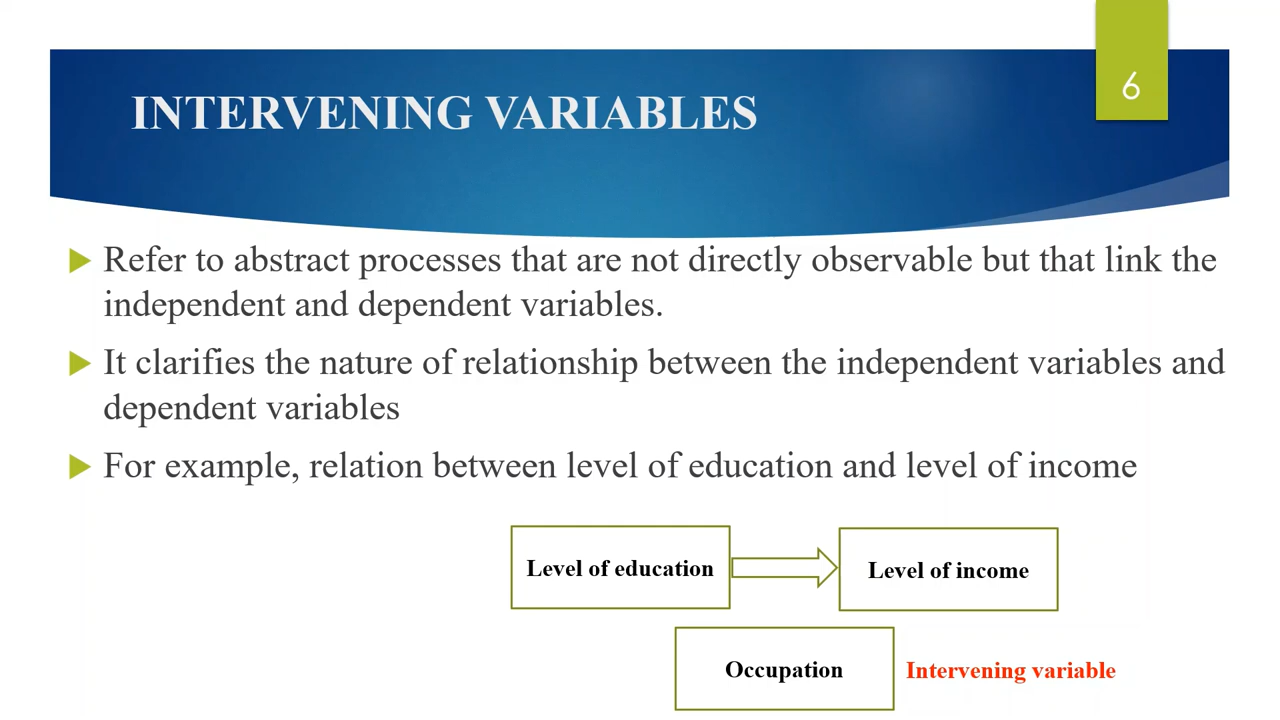 6
INTERVENING VARIABLES
Refer to abstract processes that are not directly observable but that link the
independent and dependent variables.
It clarifies the nature of relationship between the independent variables and
dependent variables
For example, relation between level of education and level of income
Level of education
Level of income
Occupation
Intervening variable